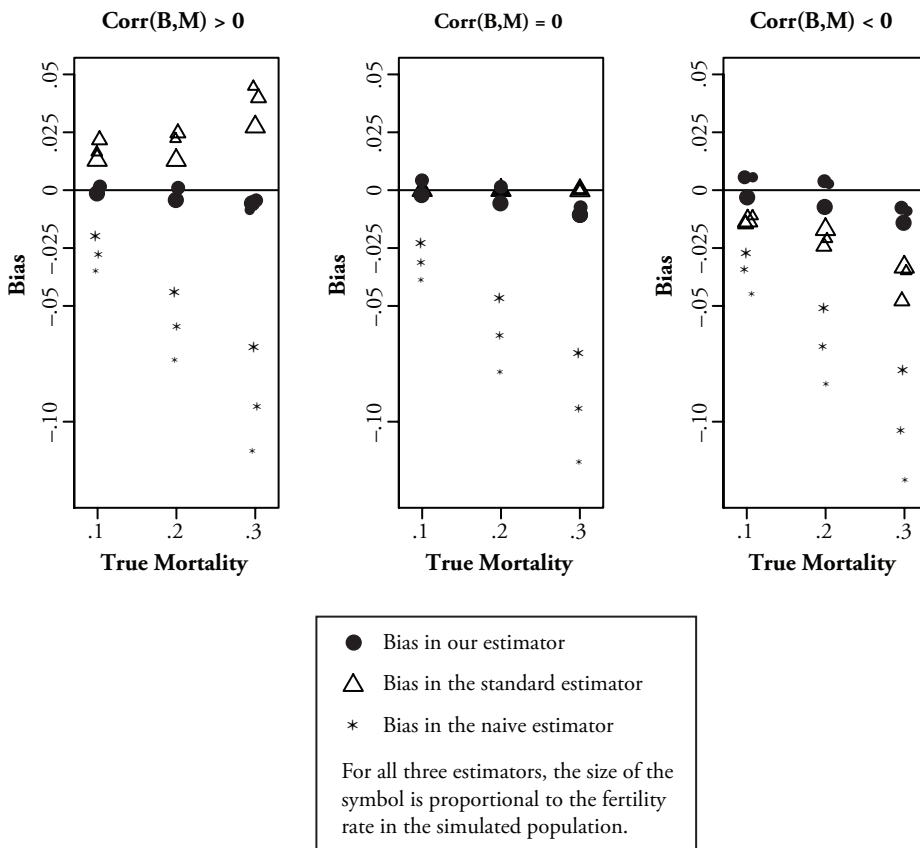 Corr(B,M) > 0
Corr(B,M) = 0
Corr(B,M) < 0
.05
.025
0
−.025
−.05
−.10
Bias
.1
.2
.3
True Mortality
.05
.025
0
−.025
−.05
−.10
Bias
.1
.2
.3
True Mortality
.05
.025
0
−.025
−.05
−.10
Bias
.1
.2
.3
True Mortality
Bias in our estimator
Bias in the standard estimator
Bias in the naive estimator
For all three estimators, the size of the
symbol is proportional to the fertility
rate in the simulated population.